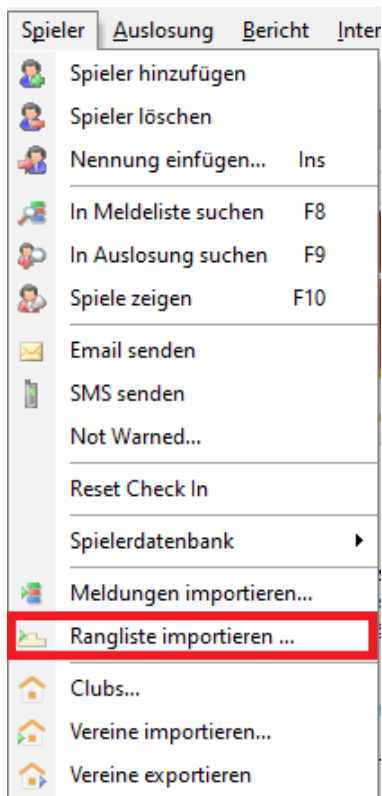 Spieler Auslosung Bericht Inter
Spieler hinzufügen
Spieler löschen
Nennung einfügen... Ins
In Meldeliste suchen F8
In Auslosung suchen F9
Spiele zeigen F10
Email senden
SMS senden
Not Warned...
Reset Check In
Spielerdatenbank
Meldungen importieren...
Rangliste importieren ...
Clubs...
Vereine importieren...
Vereine exportieren